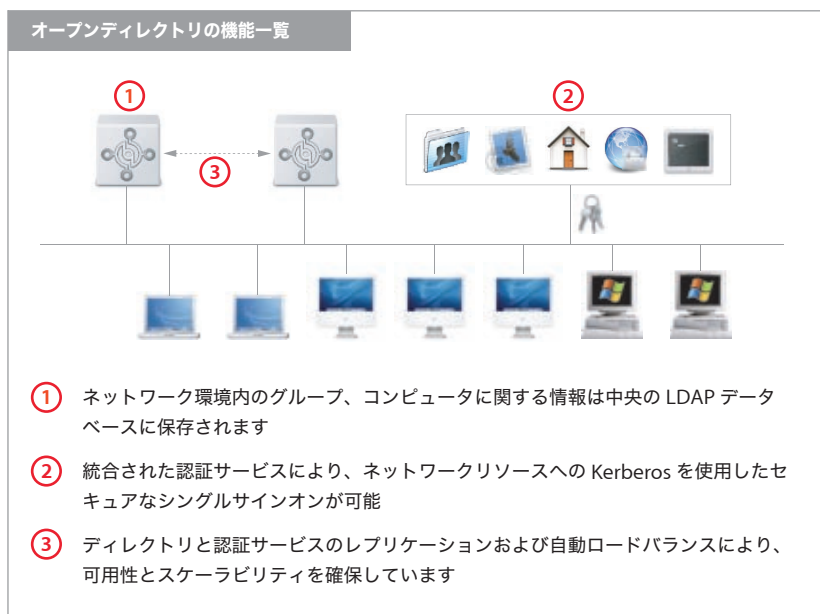 オープンディレクトリの機能一覧
1
2
3
1 ネットワーク環境内のグループ、コンピュータに関する情報は中央の LDAP データ
ベースに保存されます
2 統合された認証サービスにより、ネットワークリソースへの Kerberos を使用したセ
キュアなシングルサインオンが可能
3 ディレクトリと認証サービスのレプリケーションおよび自動ロードバランスにより、
可用性とスケーラビリティを確保しています